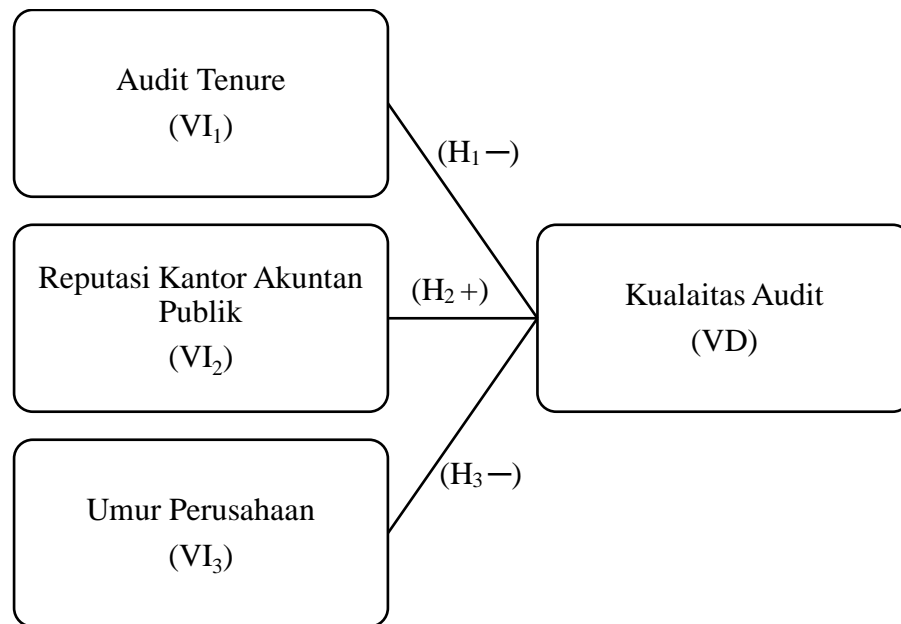 Audit Tenure
(VI₁)
(H₁ —)
Reputasi Kantor Akuntan
Publik
(VI₂)
(H₂ +)
Kualaitas Audit
(VD)
(H₃ —)
Umur Perusahaan
(VI₃)